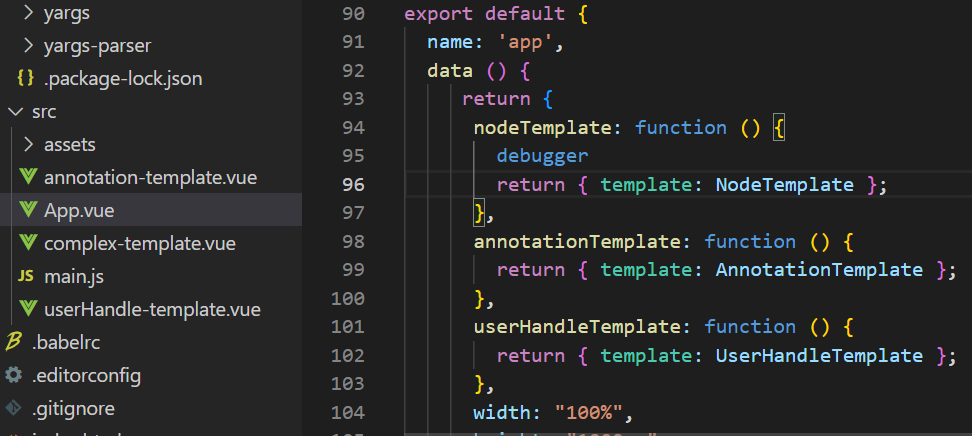 yargs
yargs-parser
{} .package-lock.json
src
assets
annotation-template.vue
App.vue
complex-template.vue
JS main.js
userHandle-template.vue
.babelrc
.editorconfig
.gitignore
90 export default {
91 name: 'app',
92 data () {
93 return {
94 nodeTemplate: function () {
95 debugger
96 return { template: NodeTemplate };
97 },
98 annotationTemplate: function () {
99 return { template: AnnotationTemplate };
100 },
101 userHandleTemplate: function () {
102 return { template: UserHandleTemplate };
103 },
104 width: "100%",